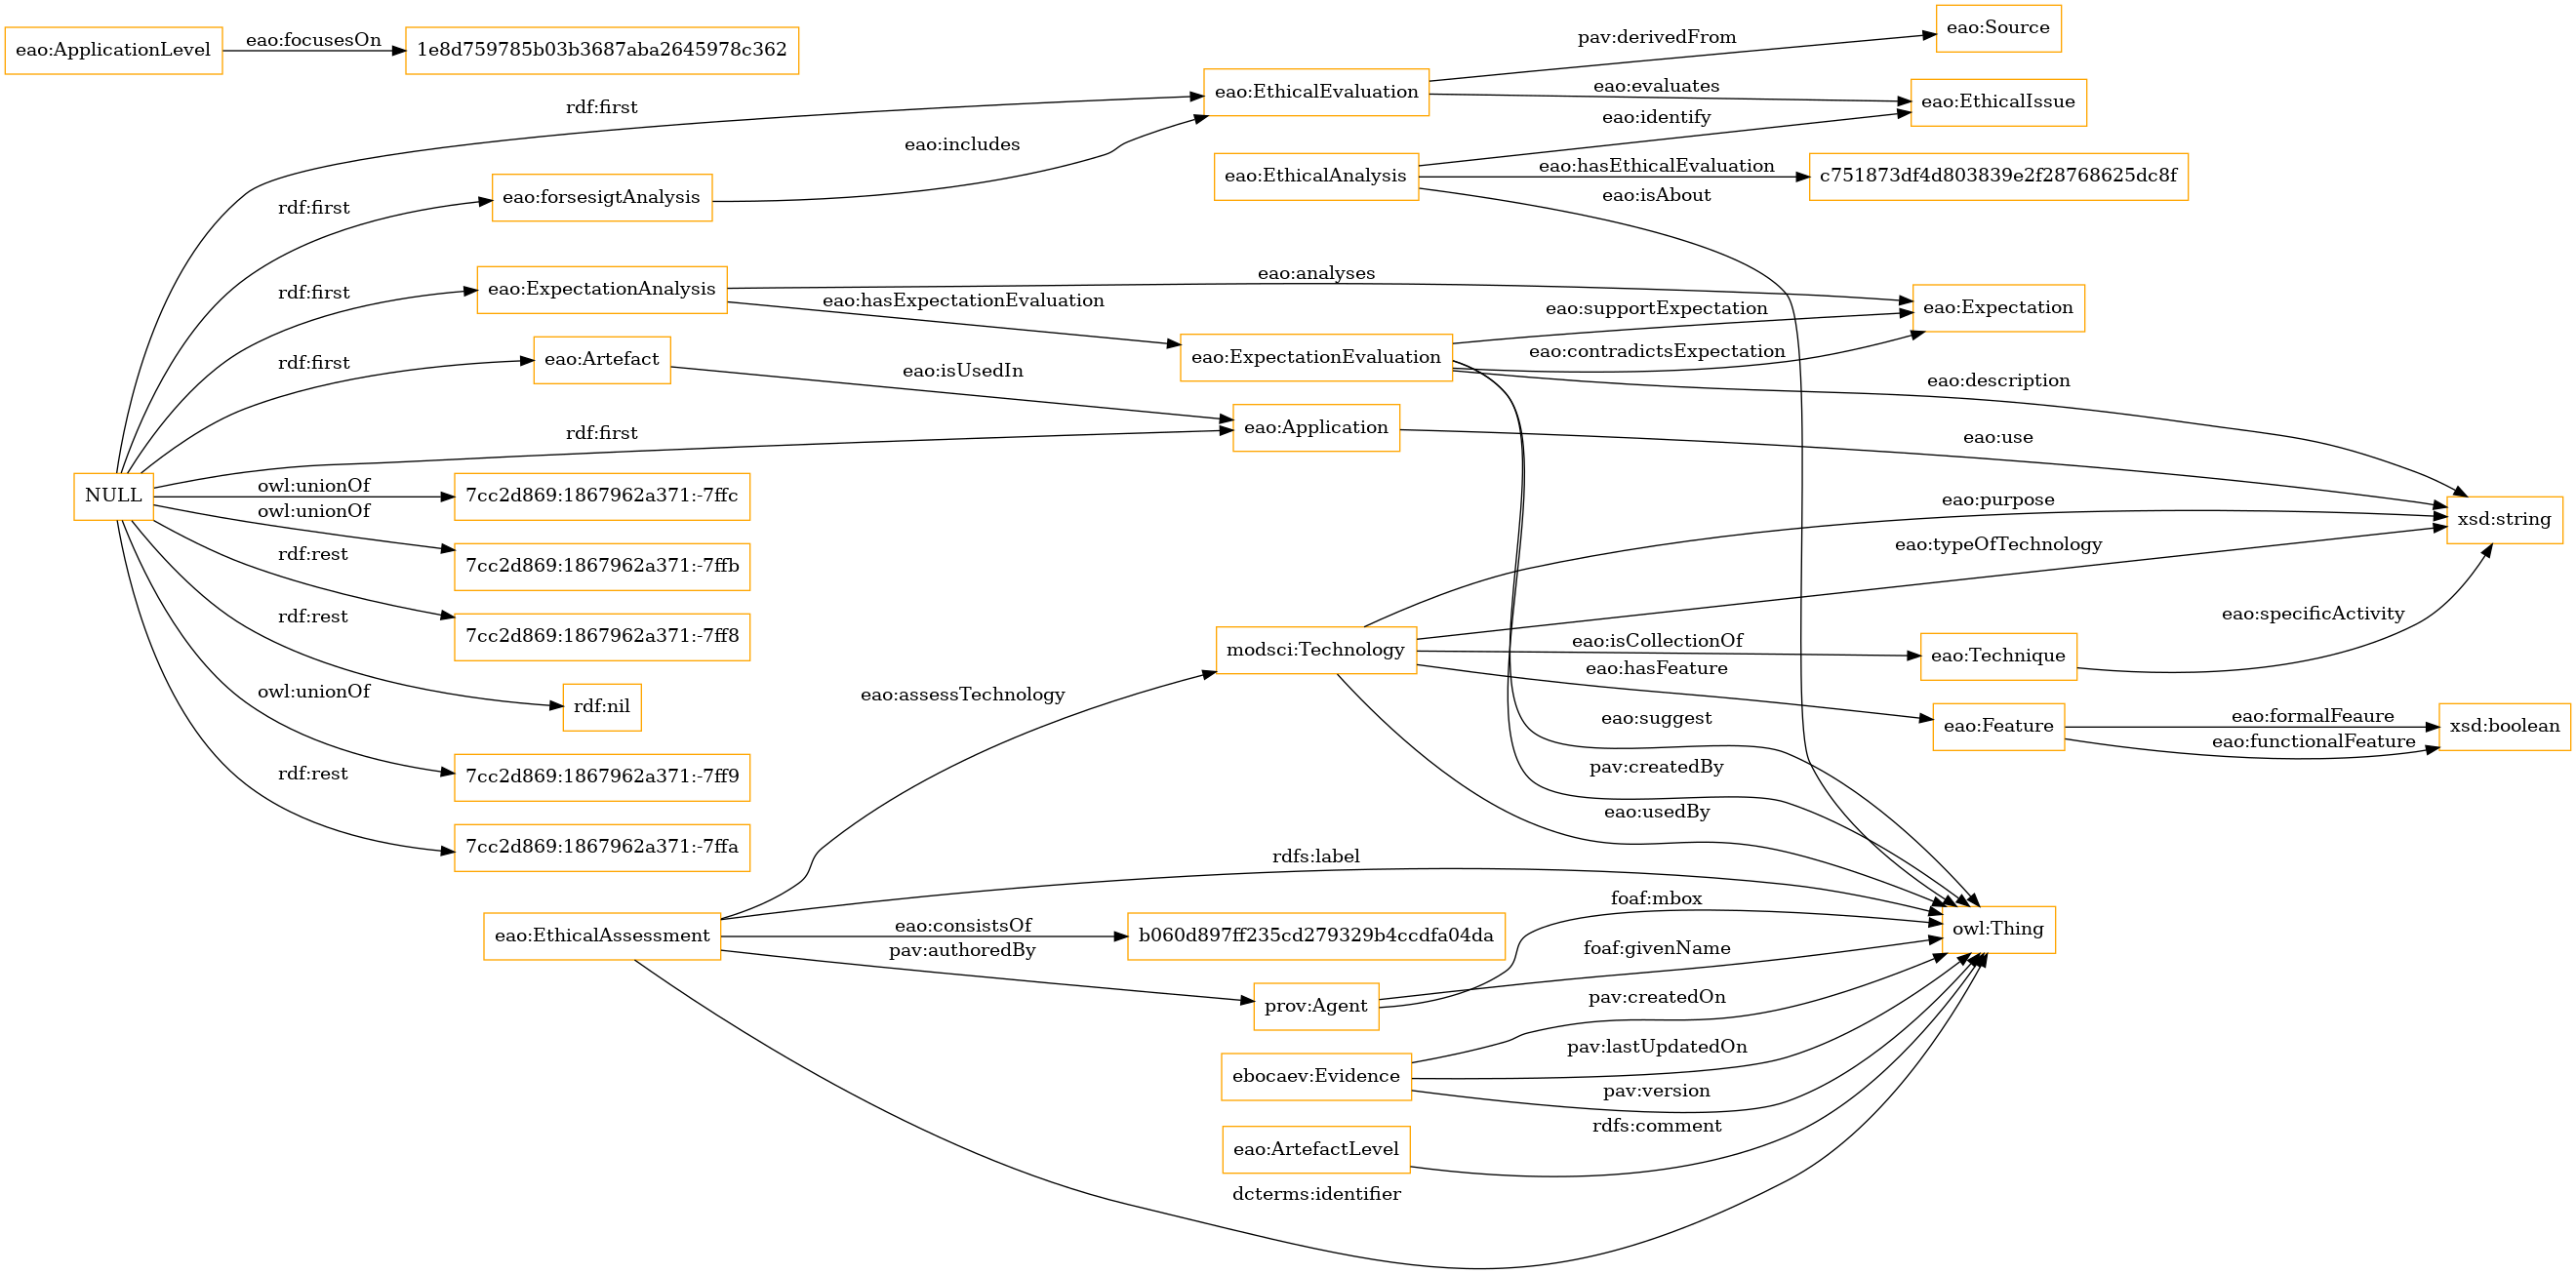 eao:ApplicationLevel
eao:focusesOn
1e8d759785b03b3687aba2645978c362
rdf:first
eao:includes
eao:EthicalEvaluation
pav:derivedFrom
eao:Source
eao:evaluates
eao:EthicalIssue
eao:identify
eao:EthicalAnalysis
eao:hasEthicalEvaluation
c751873df4d803839e2f28768625dc8f
eao:isAbout
rdf:first
eao:forsesigtAnalysis
rdf:first
eao:ExpectationAnalysis
eao:analyses
eao:hasExpectationEvaluation
eao:supportExpectation
eao:Expectation
rdf:first
eao:Artefact
eao:isUsedIn
eao:ExpectationEvaluation
eao:contradictsExpectation
eao:description
rdf:first
eao:Application
eao:use
NULL
owl:unionOf
7cc2d869:1867962a371:-7ffc
owl:unionOf
7cc2d869:1867962a371:-7ffb
rdf:rest
7cc2d869:1867962a371:-7ff8
rdf:rest
rdf:nil
owl:unionOf
7cc2d869:1867962a371:-7ff9
rdf:rest
7cc2d869:1867962a371:-7ffa
eao:purpose
xsd:string
eao:typeOfTechnology
modsci:Technology
eao:isCollectionOf
eao:Technique
eao:specificActivity
eao:hasFeature
eao:Feature
eao:formalFeaure
xsd:boolean
eao:functionalFeature
eao:assessTechnology
eao:suggest
pav:createdBy
eao:usedBy
rdfs:label
foaf:mbox
eao:EthicalAssessment
eao:consistsOf
b060d897ff235cd279329b4ccdfa04da
owl:Thing
pav:authoredBy
foaf:givenName
prov:Agent
pav:createdOn
pav:lastUpdatedOn
ebocaev:Evidence
pav:version
rdfs:comment
eao:ArtefactLevel
dcterms:identifier